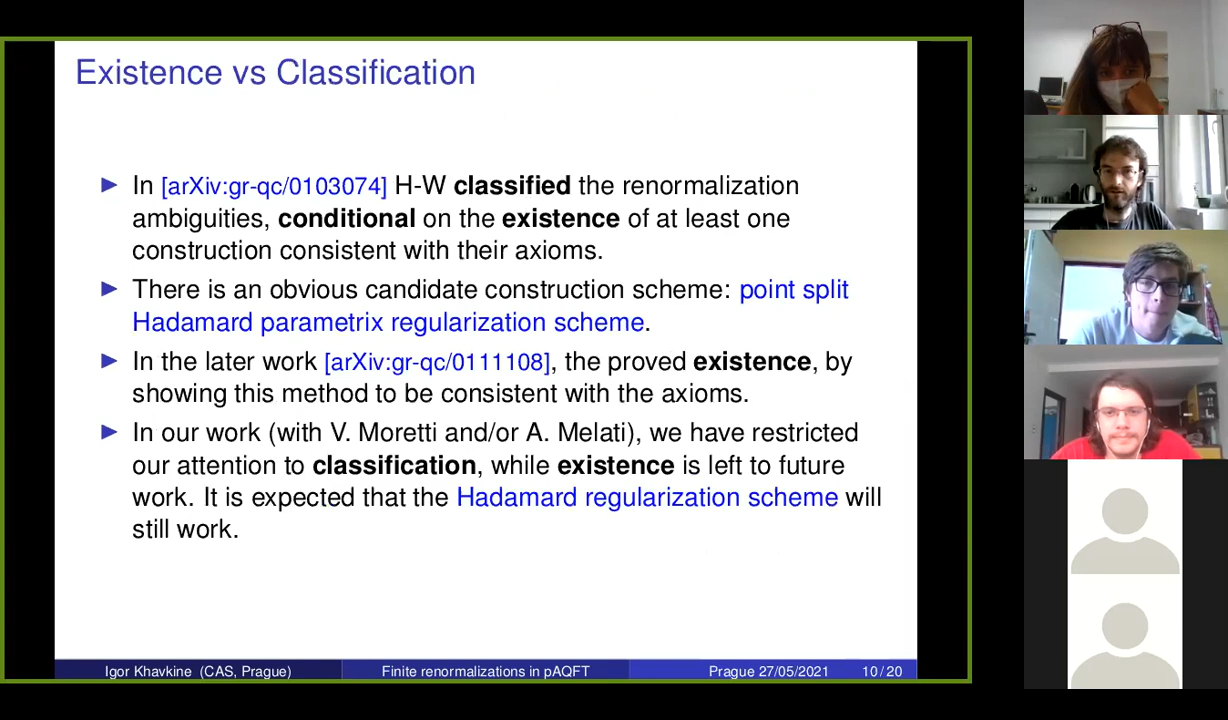 Existence vs Classification
In [arXiv:gr-qc/0103074] H-W classified the renormalization
ambiguities, conditional on the existence of at least one
construction consistent with their axioms.
There is an obvious candidate construction scheme: point split
Hadamard parametrix regularization scheme.
In the later work [arXiv:gr-qc/0111108], the proved existence, by
showing this method to be consistent with the axioms.
In our work (with V. Moretti and/or A. Melati), we have restricted
our attention to classification, while existence is left to future
work. It is expected that the Hadamard regularization scheme will
still work.
Igor Khavkine (CAS, Prague) Finite renormalizations in pAQFT Prague 27/05/2021 10 / 20